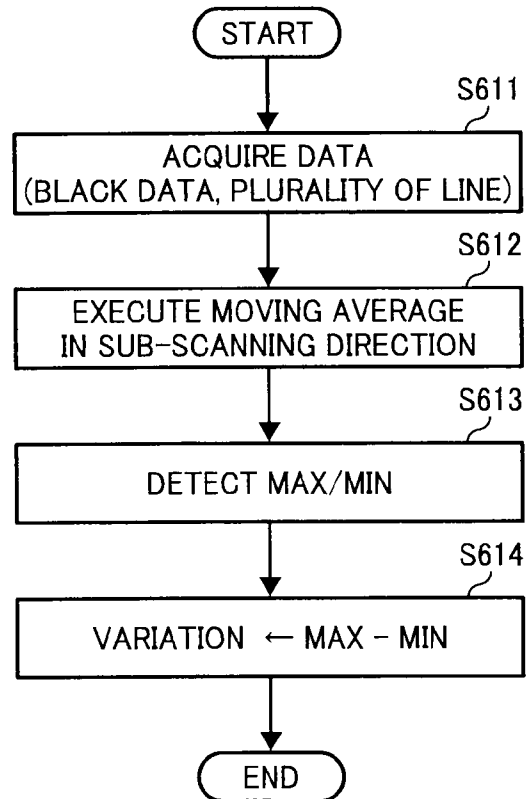 START
S611
ACQUIRE DATA
(BLACK DATA, PLURALITY OF LINE)
S612
EXECUTE MOVING AVERAGE
IN SUB-SCANNING DIRECTION
S613
DETECT MAX/MIN
S614
VARIATION ← MAX - MIN
END